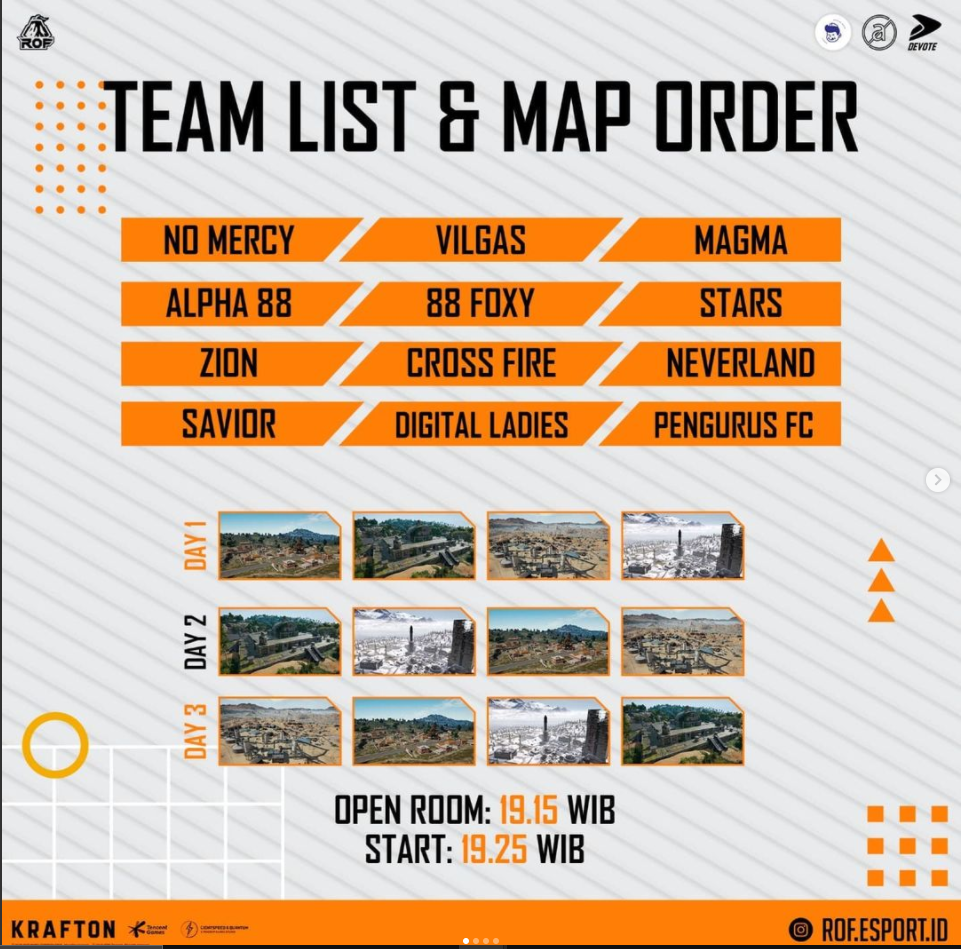 ROF
a
DEVOTE
TEAM LIST & MAP ORDER
NO MERCY VILGAS MAGMA
ALPHA 88 88 FOXY STARS
ZION CROSS FIRE NEVERLAND
SAVIOR DIGITAL LADIES PENGURUS FC
DAY 1
DAY 2
DAY 3
OPEN ROOM: 19.15 WIB
START: 19.25 WIB
KRAFTON Tencent Games LIGHTSPEED & QUANTUM ROF.ESPORT.ID